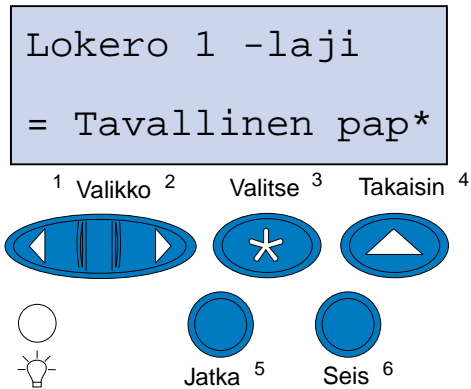 Lokero 1 -laji
= Tavallinen pap*
1 Valikko 2 Valitse 3 Takaisin 4
Jatka 5 Seis 6